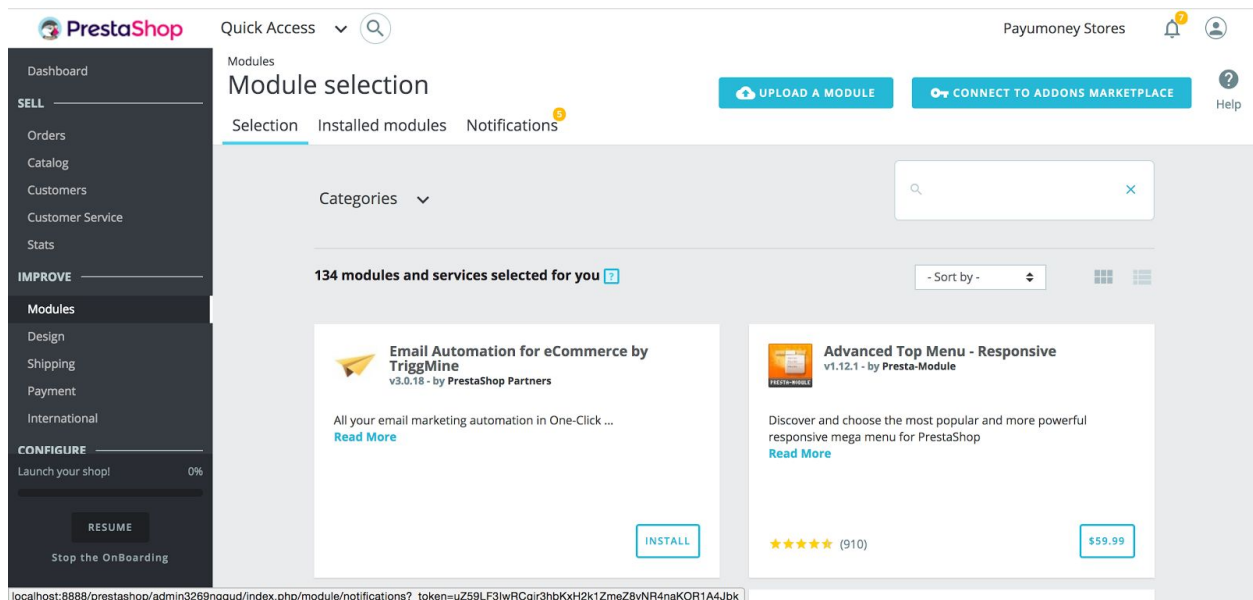 PrestaShop
Quick Access
Payumoney Stores
7
Dashboard
SELL
Orders
Catalog
Customers
Customer Service
Stats
IMPROVE
Modules
Design
Shipping
Payment
International
CONFIGURE
Launch your shop! 0%
RESUME
Stop the OnBoarding
Modules
Module selection
UPLOAD A MODULE
CONNECT TO ADDONS MARKETPLACE
?
Help
Selection Installed modules Notifications 5
Categories
134 modules and services selected for you ?
- Sort by -
Email Automation for eCommerce by
TriggMine
v3.0.18 - by PrestaShop Partners
All your email marketing automation in One-Click ...
Read More
INSTALL
Advanced Top Menu - Responsive
v1.12.1 - by Presta-Module
PRESTA-MODULE
Discover and choose the most popular and more powerful
responsive mega menu for PrestaShop
Read More
(910)
$59.99